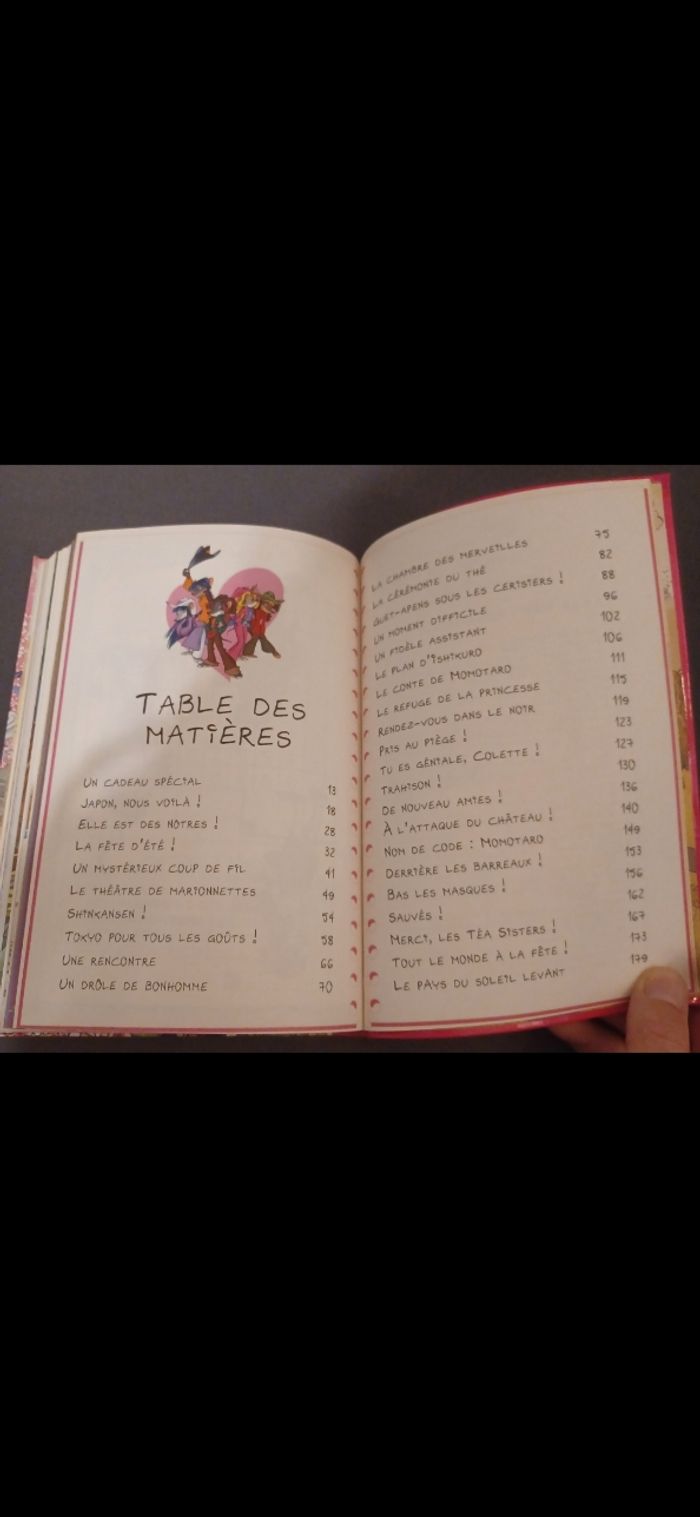 TABLE DES
MATIÈRES
UN CADEAU SPÉCIAL 13
JAPON, NOUS VOILÀ ! 18
ELLE EST DES NÔTRES ! 28
LA FÊTE D'ÉTÉ ! 32
UN MYSTÉRIEUX COUP DE FIL 41
LE THÉÂTRE DE MARIONNETTES 49
SHINKANSEN ! 54
TOKYO POUR TOUS LES GOÛTS ! 58
UNE RENCONTRE 66
UN DRÔLE DE BONHOMME 70
LA CHAMBRE DES MERVEILLES 75
LA CÉRÉMONIE DU THÉ 82
GUET-APENS SOUS LES CERISIERS ! 88
UN MOMENT DIFFICILE 96
UN FIDÈLE ASSISTANT 102
LE PLAN D'ISHIKURO 106
LE CONTE DE MOMOTARO 111
LE REFUGE DE LA PRINCESSE 115
RENDEZ-VOUS DANS LE NOIR 119
PRIS AU PIÈGE ! 123
TU ES GÉNIALE, COLETTE ! 127
TRAHISON ! 130
DE NOUVEAU AMIES ! 136
À L'ATTAQUE DU CHÂTEAU ! 140
NOM DE CODE : MOMOTARO 149
DERRIÈRE LES BARREAUX ! 153
BAS LES MASQUES ! 156
SAUVÉS ! 162
MERCI, LES TÉA SISTERS ! 167
TOUT LE MONDE À LA FÊTE ! 173
LE PAYS DU SOLEIL LEVANT 179